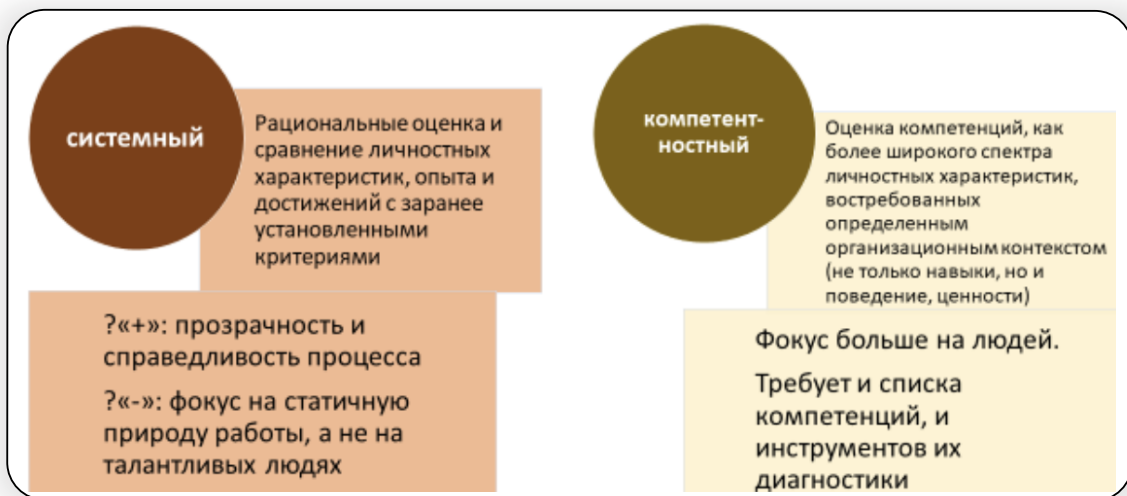 системный
Рациональные оценка и
сравнение личностных
характеристик, опыта и
достижений с заранее
установленными
критериями
?«+»: прозрачность и
справедливость процесса
?«-»: фокус на статичную
природу работы, а не на
талантливых людях
компетент-
ностный
Оценка компетенций, как
более широкого спектра
личностных характеристик,
востребованных
определенным
организационным контекстом
(не только навыки, но и
поведение, ценности)
Фокус больше на людей.
Требует и списка
компетенций, и
инструментов их
диагностики